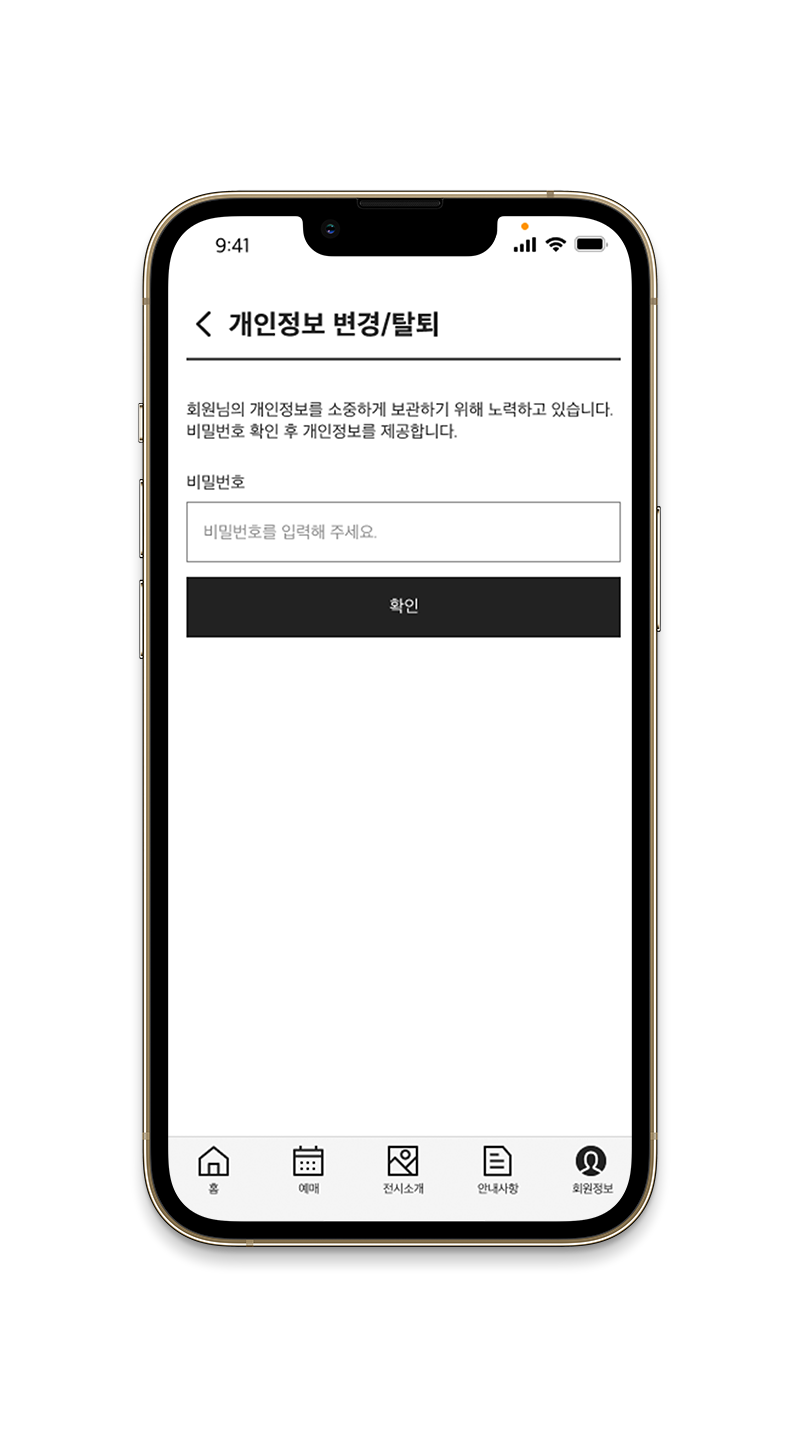 9:41
개인정보 변경/탈퇴
회원님의 개인정보를 소중하게 보관하기 위해 노력하고 있습니다.
비밀번호 확인 후 개인정보를 제공합니다.
비밀번호
비밀번호를 입력해 주세요.
확인
홈 예매 전시소개 안내사항 회원정보